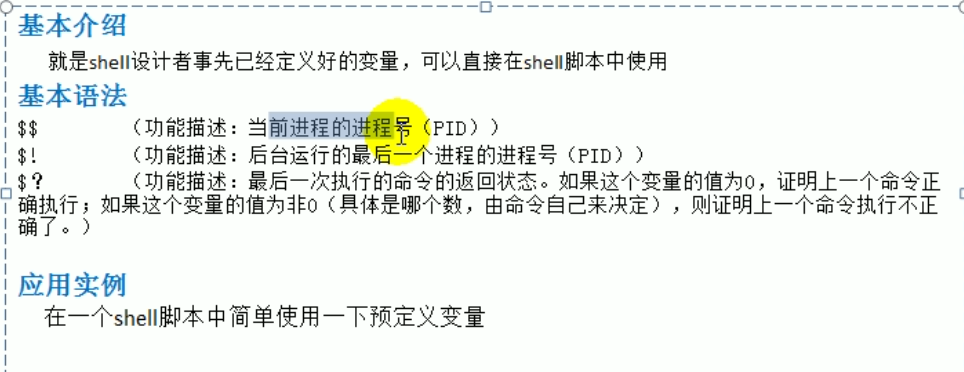 基本介绍
就是shell设计者事先已经定义好的变量，可以直接在shell脚本中使用
基本语法
$$ （功能描述：当前进程的进程号（PID））
$! （功能描述：后台运行的最后一个进程的进程号（PID））
$？ （功能描述：最后一次执行的命令的返回状态。如果这个变量的值为0，证明上一个命令正
确执行；如果这个变量的值为非0（具体是哪个数，由命令自己来决定），则证明上一个命令执行不正
确了。）
应用实例
在一个shell脚本中简单使用一下预定义变量